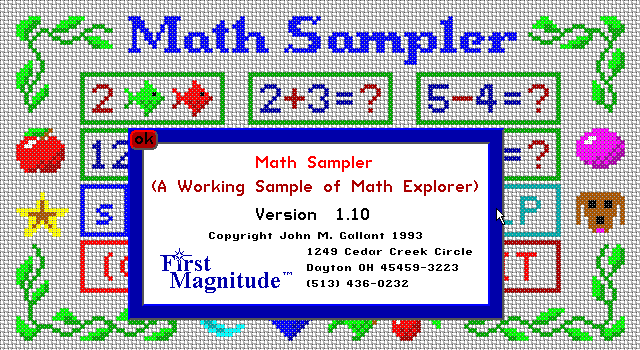 Math Sampler
2
2+3=?
5-4=?
12
=?
ok
Math Sampler
(A Working Sample of Math Explorer)
Version 1.10
Copyright John M. Gallant 1993
1249 Cedar Creek Circle
Dayton OH 45459-3223
(513) 436-0232
First
Magnitude™